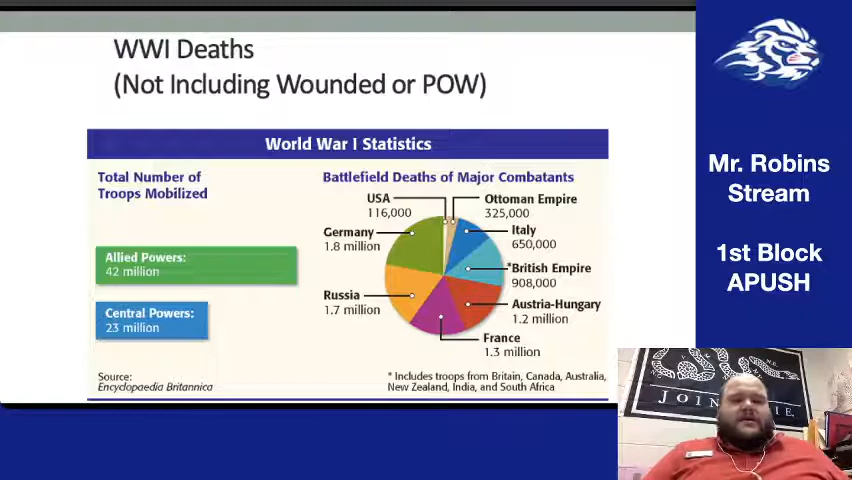 WWI Deaths
(Not Including Wounded or POW)
World War I Statistics
Total Number of
Troops Mobilized
Allied Powers:
42 million
Central Powers:
23 million
Source:
Encyclopaedia Britannica
Battlefield Deaths of Major Combatants
USA
116,000
Ottoman Empire
325,000
Germany
1.8 million
Italy
650,000
*British Empire
908,000
Russia
1.7 million
Austria-Hungary
1.2 million
France
1.3 million
* Includes troops from Britain, Canada, Australia,
New Zealand, India, and South Africa
Mr. Robins
Stream
1st Block
APUSH